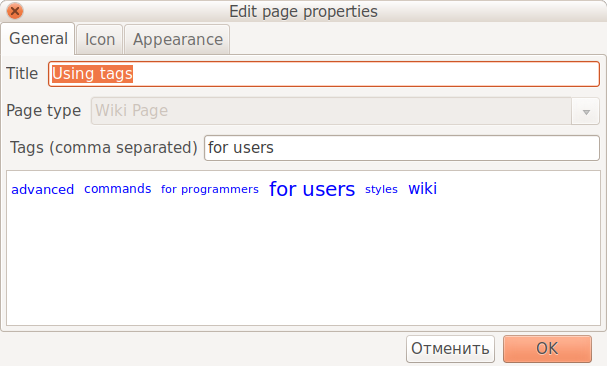 Edit page properties
General Icon Appearance
Title Using tags
Page type Wiki Page
Tags (comma separated) for users
advanced commands for programmers for users styles wiki
Отменить OK